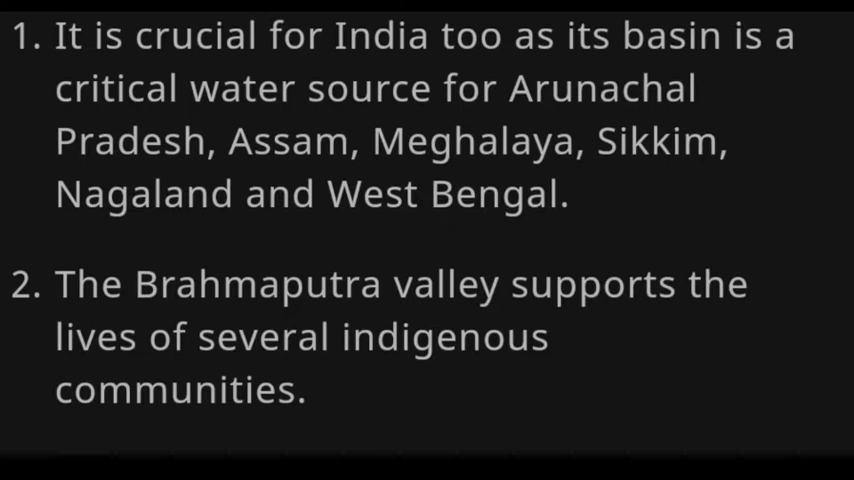 1. It is crucial for India too as its basin is a
critical water source for Arunachal
Pradesh, Assam, Meghalaya, Sikkim,
Nagaland and West Bengal.
2. The Brahmaputra valley supports the
lives of several indigenous
communities.